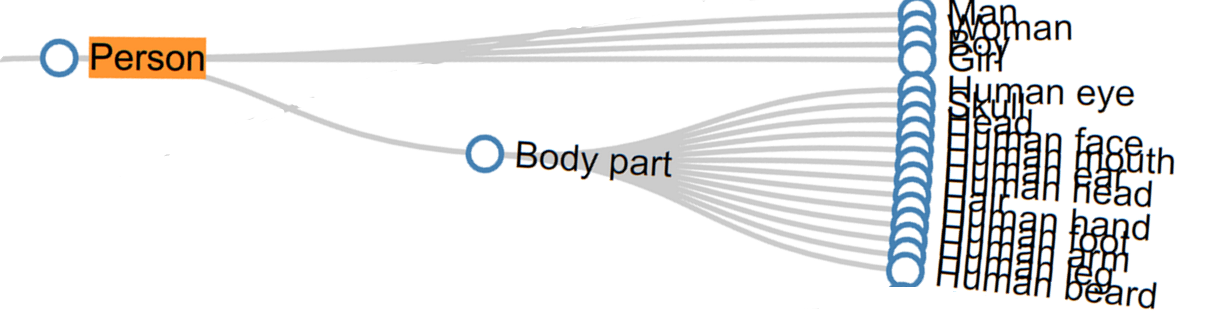 Man
Woman
Boy
Girl
Person
Human eye
Skull
Head
Human face
Human mouth
Human ear
Human head
Hair
Human hand
Human foot
Human arm
Human leg
Human beard
Body part